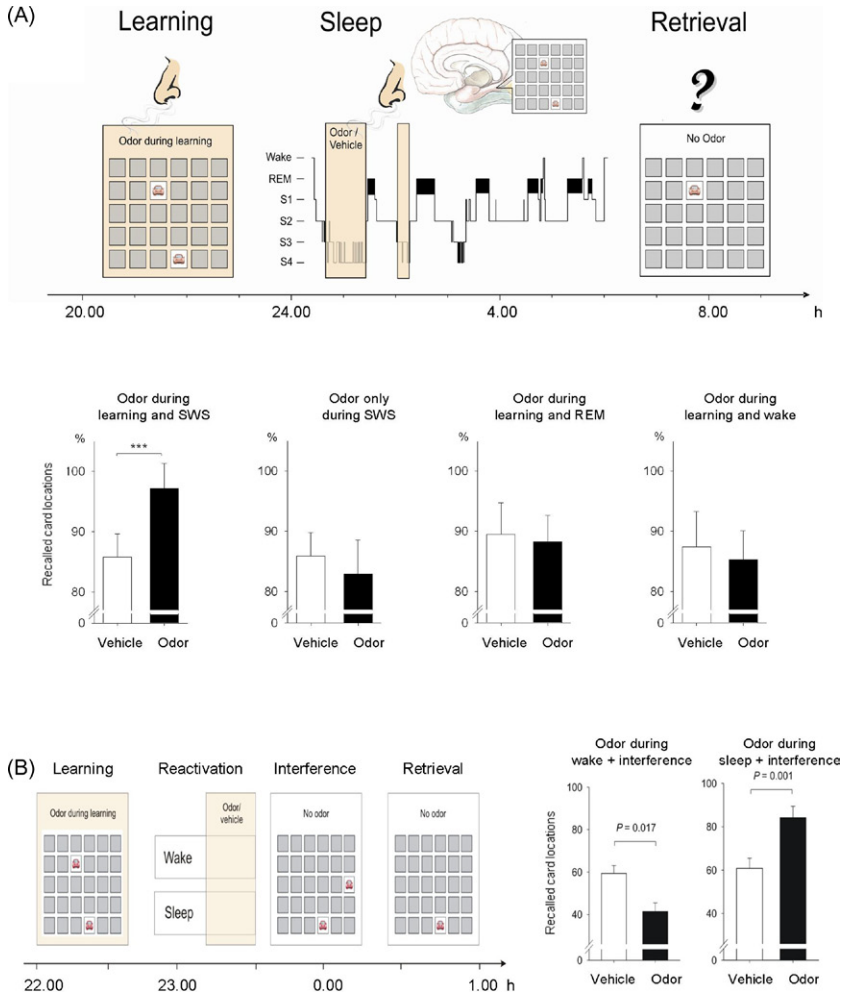 (A)
Learning
Sleep
Retrieval
?
Odor during learning
Odor /
Vehicle
No Odor
Wake
REM
S1
S2
S3
S4
20.00
24.00
4.00
8.00
h
Odor during
learning and SWS
Odor only
during SWS
Odor during
learning and REM
Odor during
learning and wake
%
***
100
90
80
0
Recalled card locations
Vehicle
Odor
%
100
90
80
0
Vehicle
Odor
%
100
90
80
0
Vehicle
Odor
%
100
90
80
0
Vehicle
Odor
(B)
Learning
Reactivation
Interference
Retrieval
Odor during learning
Odor/
vehicle
No odor
No odor
Wake
Sleep
22.00
23.00
0.00
1.00
h
Odor during
wake + interference
P = 0.017
100
80
60
40
0
Recalled card locations
Vehicle
Odor
Odor during
sleep + interference
P = 0.001
100
80
60
40
0
Vehicle
Odor